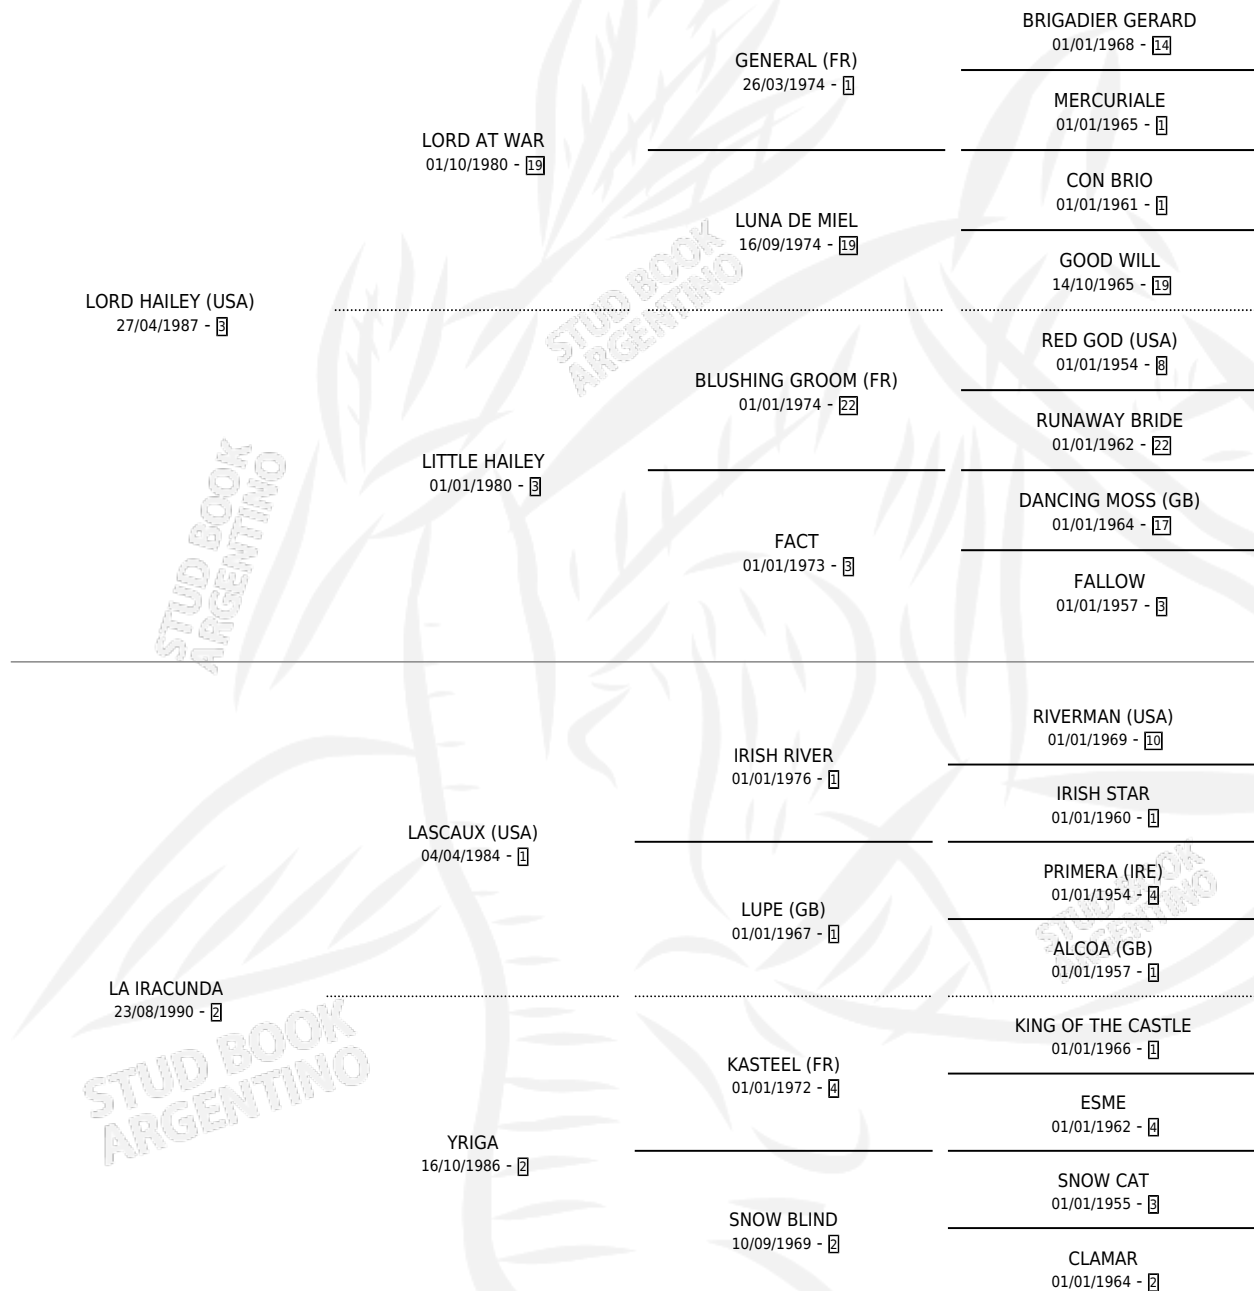 BRIGADIER GERARD
01/01/1968 - 14
GENERAL (FR)
26/03/1974 - 1
MERCURIALE
01/01/1965 - 1
LORD AT WAR
01/10/1980 - 19
CON BRIO
01/01/1961 - 1
LUNA DE MIEL
16/09/1974 - 19
GOOD WILL
14/10/1965 - 19
LORD HAILEY (USA)
27/04/1987 - 3
RED GOD (USA)
01/01/1954 - 8
BLUSHING GROOM (FR)
01/01/1974 - 22
RUNAWAY BRIDE
01/01/1962 - 22
LITTLE HAILEY
01/01/1980 - 3
DANCING MOSS (GB)
01/01/1964 - 17
FACT
01/01/1973 - 3
FALLOW
01/01/1957 - 3
RIVERMAN (USA)
01/01/1969 - 10
IRISH RIVER
01/01/1976 - 1
IRISH STAR
01/01/1960 - 1
LASCAUX (USA)
04/04/1984 - 1
PRIMERA (IRE)
01/01/1954 - 4
LUPE (GB)
01/01/1967 - 1
ALCOA (GB)
01/01/1957 - 1
LA IRACUNDA
23/08/1990 - 2
KING OF THE CASTLE
01/01/1966 - 1
KASTEEL (FR)
01/01/1972 - 4
ESME
01/01/1962 - 4
YRIGA
16/10/1986 - 2
SNOW CAT
01/01/1955 - 3
SNOW BLIND
10/09/1969 - 2
CLAMAR
01/01/1964 - 2
STUD BOOK
ARGENTINO
STUD BOOK
ARGENTINO
STUD BOOK
ARGENTINO
STUD BOOK
ARGENTINO